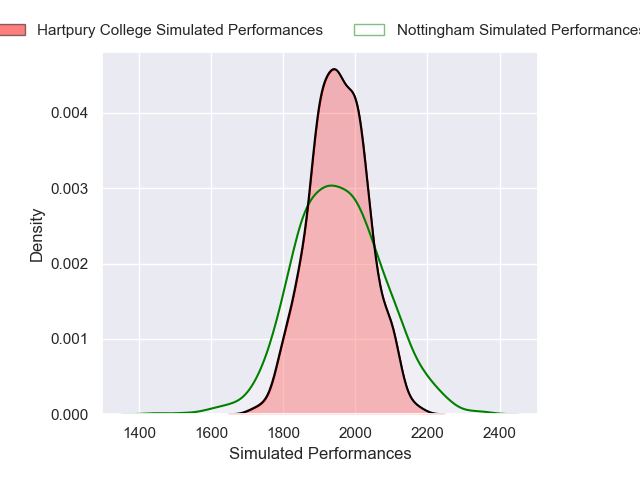 Hartpury College Simulated Performances Nottingham Simulated Performances
0.004
0.003
0.002
0.001
0.000
Density
1400 1600 1800 2000 2200 2400
Simulated Performances